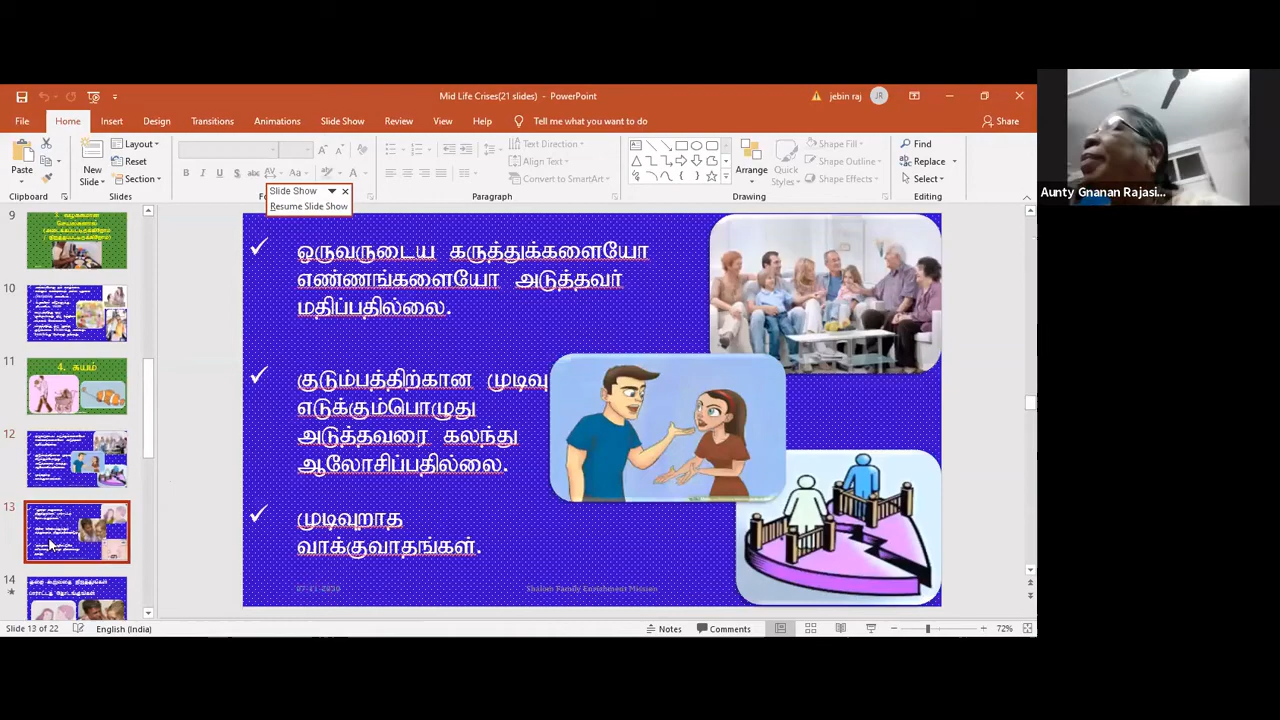 Mid Life Crises(21 slides) - PowerPoint
jebin raj
JR
File Home Insert Design Transitions Animations Slide Show Review View Help Tell me what you want to do Share
Paste
New Slide
Layout
Reset
Section
Text Direction
Align Text
Convert to SmartArt
Arrange
Quick Styles
Shape Fill
Shape Outline
Shape Effects
Find
Replace
Select
Clipboard Slides Paragraph Drawing Editing
Slide Show
Resume Slide Show
Aunty Gnanan Rajasi...
9
10
11
4. சுயம்
12
13
14
ஒருவருடைய கருத்துக்களையோ
எண்ணங்களையோ அடுத்தவர்
மதிப்பதில்லை.
குடும்பத்திற்கான முடிவு
எடுக்கும்பொழுது
அடுத்தவரை கலந்து
ஆலோசிப்பதில்லை.
முடிவுறாத
வாக்குவாதங்கள்.
07-11-2020 Shalom Family Enrichment Mission
Slide 13 of 22 English (India) Notes Comments 72%